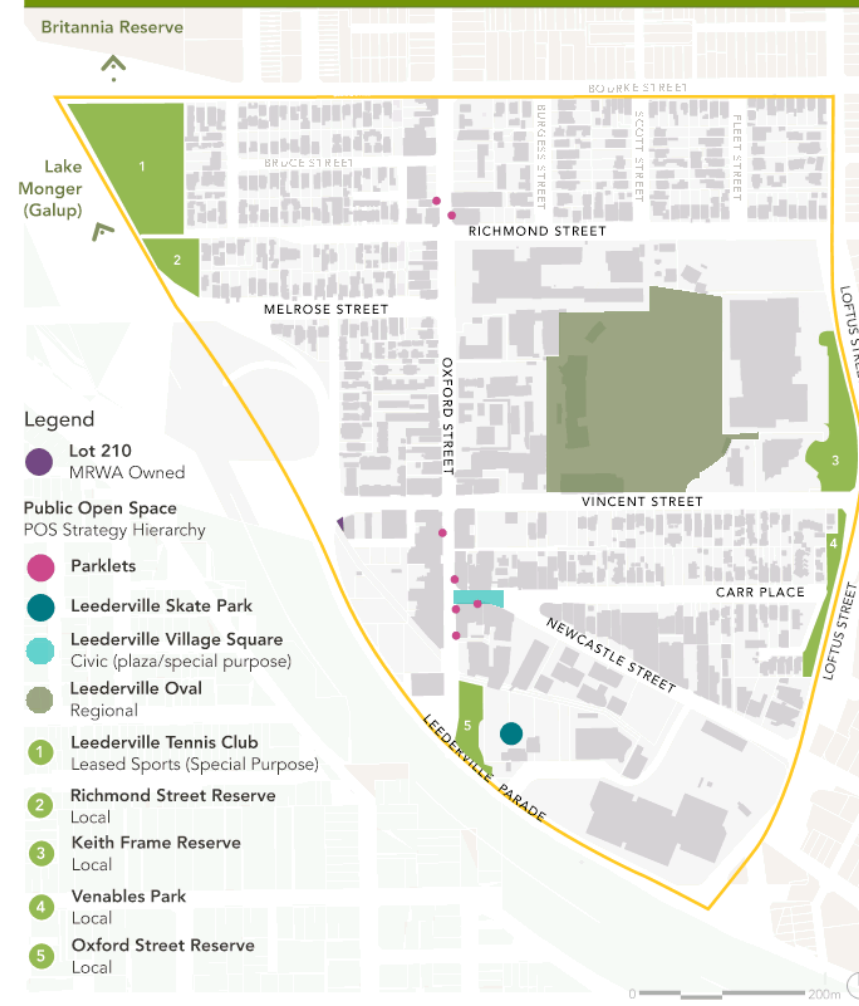 Britannia Reserve
BOURKE STREET
BURGESS STREET
SCOTT STREET
FLEET STREET
1
BRUCE STREET
Lake
Monger
(Galup)
RICHMOND STREET
2
MELROSE STREET
LOFTUS
OXFORD STREET
Legend
Lot 210
MRWA Owned
3
VINCENT STREET
Public Open Space
POS Strategy Hierarchy
4
Parklets
CARR PLACE
Leederville Skate Park
NEWCASTLE STREET
LOFTUS STREET
Leederville Village Square
Civic (plaza/special purpose)
Leederville Oval
Regional
5
LEEDERVILLE PARADE
1
Leederville Tennis Club
Leased Sports (Special Purpose)
2
Richmond Street Reserve
Local
3
Keith Frame Reserve
Local
4
Venables Park
Local
5
Oxford Street Reserve
Local
0 200m